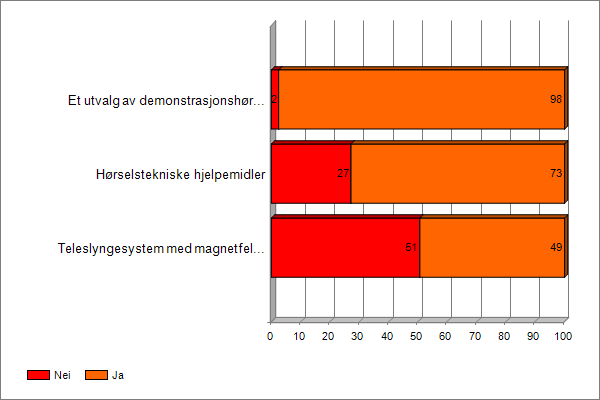 Et utvalg av demonstrasjonshør... 2 98
Hørselstekniske hjelpemidler 27 73
Teleslyngesystem med magnetfel... 51 49
0 10 20 30 40 50 60 70 80 90 100
Nei Ja